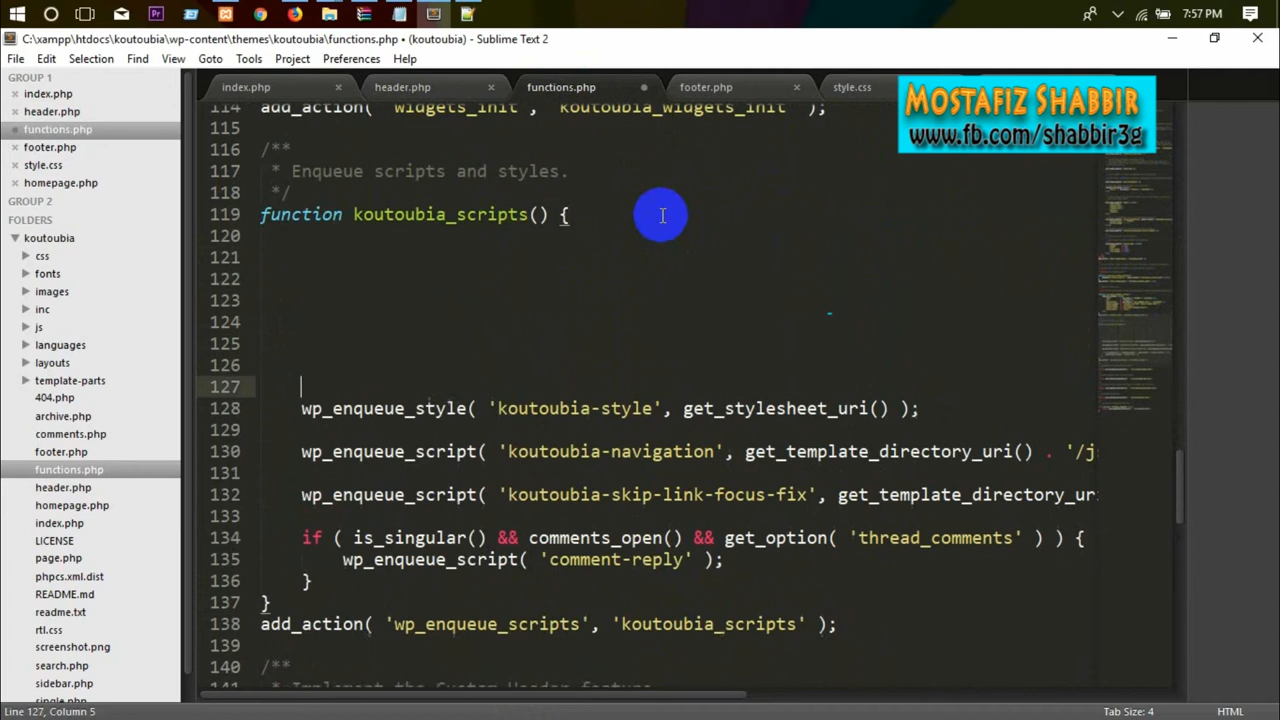 7:57 PM
C:\xampp\htdocs\koutoubia\wp-content\themes\koutoubia\functions.php • (koutoubia) - Sublime Text 2
File Edit Selection Find View Goto Tools Project Preferences Help
GROUP 1
index.php
header.php
functions.php
footer.php
style.css
homepage.php
GROUP 2
FOLDERS
koutoubia
css
fonts
images
inc
js
languages
layouts
template-parts
404.php
archive.php
comments.php
footer.php
functions.php
header.php
homepage.php
index.php
LICENSE
page.php
phpcs.xml.dist
README.md
readme.txt
rtl.css
screenshot.png
search.php
sidebar.php
single.php
index.php header.php functions.php footer.php style.css
MOSTAFIZ SHABBIR
www.fb.com/shabbir3g
114 add_action( 'widgets_init', 'koutoubia_widgets_init' );
115
116 /**
117 * Enqueue scripts and styles.
118 */
119 function koutoubia_scripts() {
120
121
122
123
124
125
126
127
128 wp_enqueue_style( 'koutoubia-style', get_stylesheet_uri() );
129
130 wp_enqueue_script( 'koutoubia-navigation', get_template_directory_uri() . '/j
131
132 wp_enqueue_script( 'koutoubia-skip-link-focus-fix', get_template_directory_ur
133
134 if ( is_singular() && comments_open() && get_option( 'thread_comments' ) ) {
135 wp_enqueue_script( 'comment-reply' );
136 }
137 }
138 add_action( 'wp_enqueue_scripts', 'koutoubia_scripts' );
139
140 /**
141 * Implement the Custom Header feature.
Line 127, Column 5
Tab Size: 4
HTML